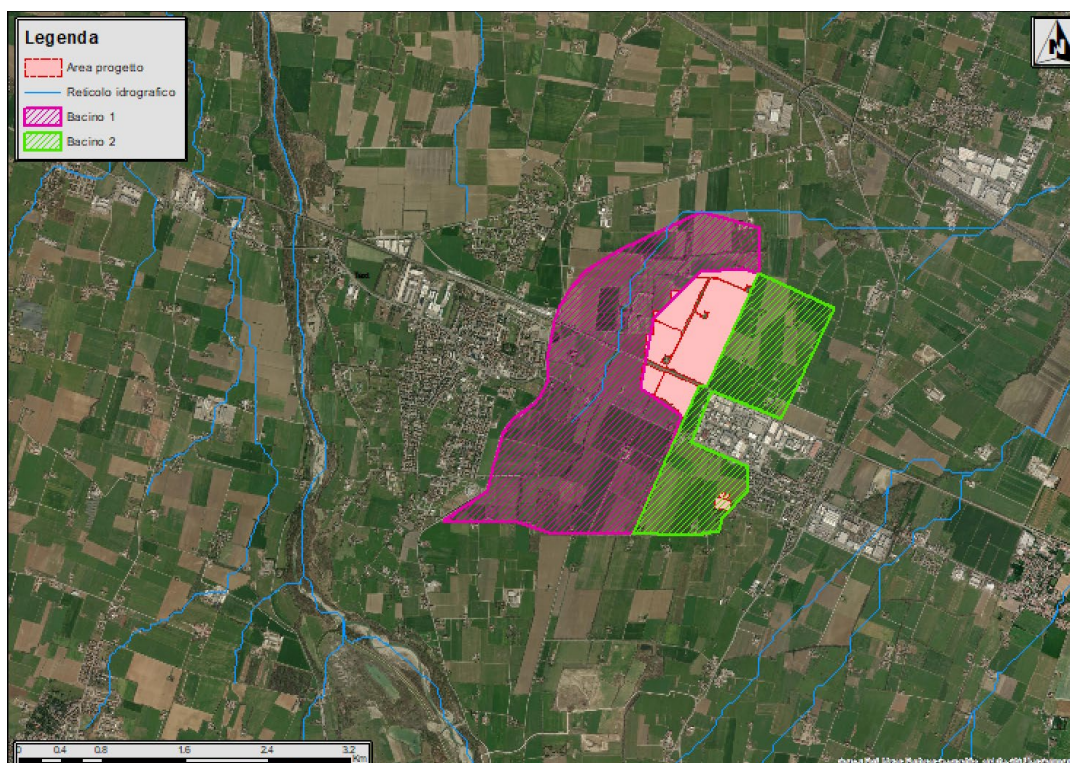 Legenda
Area progetto
Reticolo idrografico
Bacino 1
Bacino 2
N
0 0.4 0.8 1.6 2.4 3.2
Km